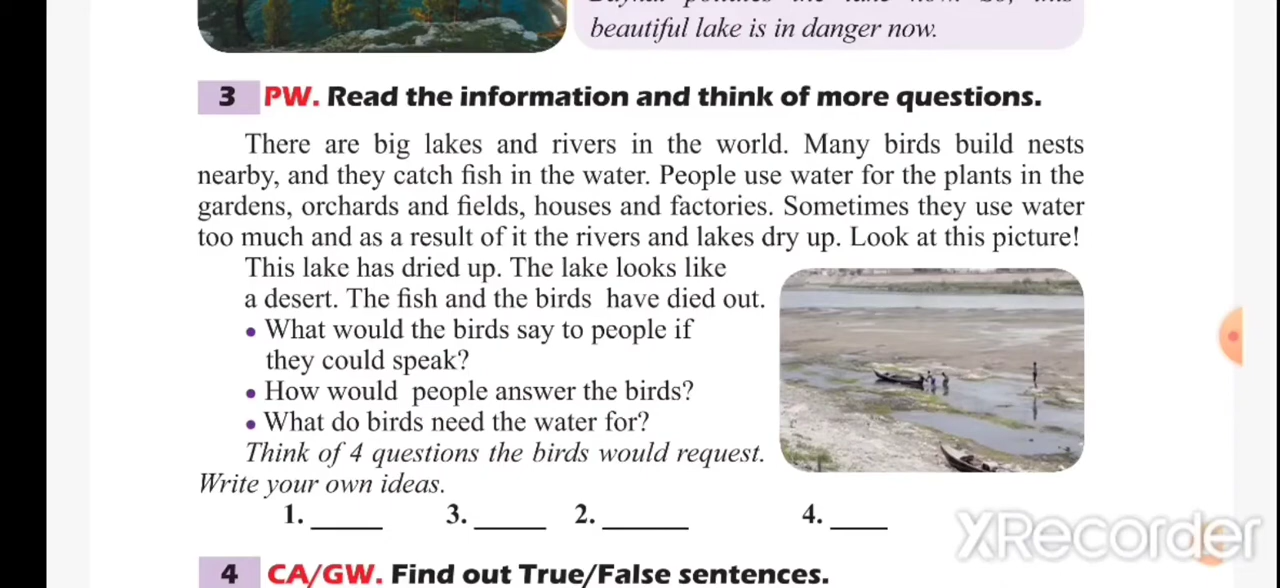 beautiful lake is in danger now.
3 PW. Read the information and think of more questions.
There are big lakes and rivers in the world. Many birds build nests
nearby, and they catch fish in the water. People use water for the plants in the
gardens, orchards and fields, houses and factories. Sometimes they use water
too much and as a result of it the rivers and lakes dry up. Look at this picture!
This lake has dried up. The lake looks like
a desert. The fish and the birds have died out.
• What would the birds say to people if
they could speak?
• How would people answer the birds?
• What do birds need the water for?
Think of 4 questions the birds would request.
Write your own ideas.
1. _____ 3. _____ 2. ______ 4. ____
XRecorder
4 CA/GW. Find out True/False sentences.